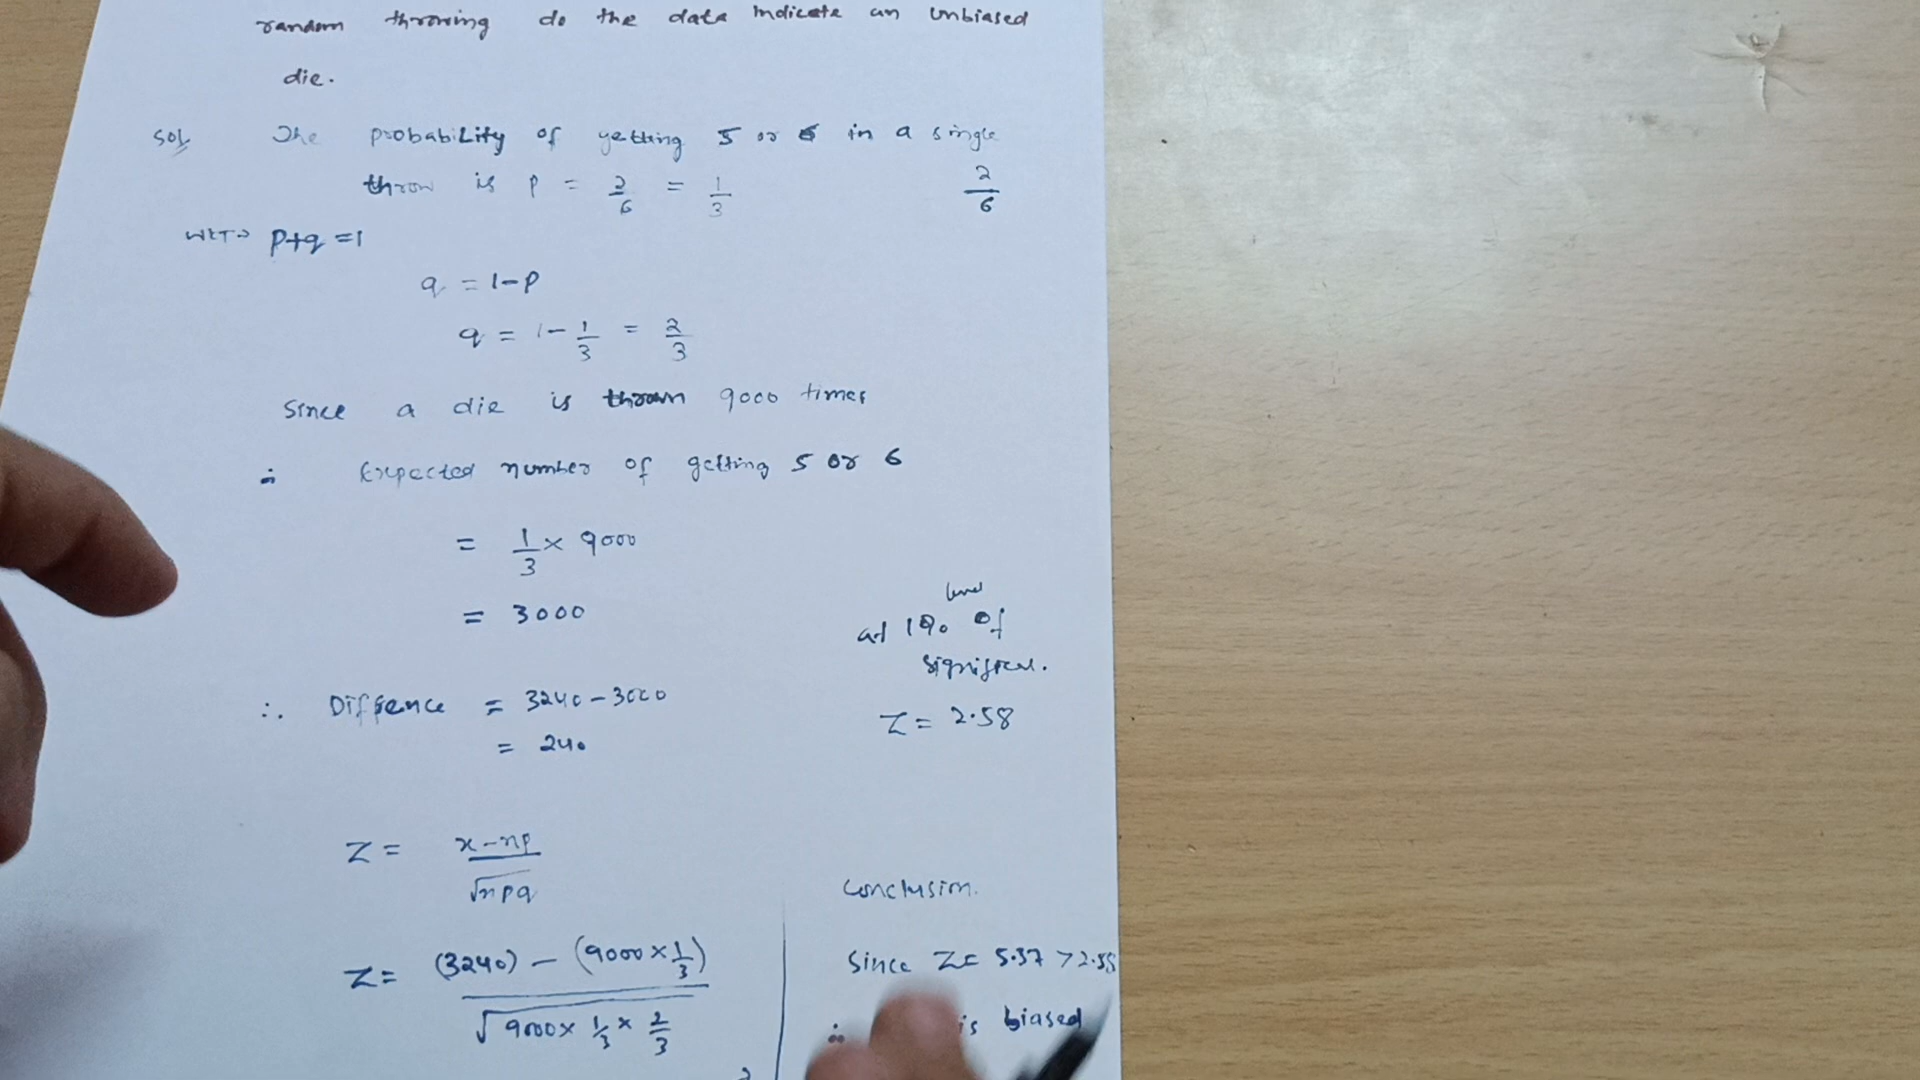 random throwing do the data indicate an unbiased
die.
Sol The probability of getting 5 or 6 in a single
throw is P = 2/6 = 1/3
2/6
WKT→ P+q=1
q = 1-P
q = 1-1/3 = 2/3
Since a die is thrown 9000 times
∴ Expected number of getting 5 or 6
= 1/3 × 9000
= 3000
level
at 1% of
∴ Diffence = 3240-3000
= 240
Z = 2.58
Z = x-np/√npq
Conclusion.
Z = (3240) - (9000×1/3)/√9000×1/3×2/3
Since Z= 5.37 >2.58
∴ is biased